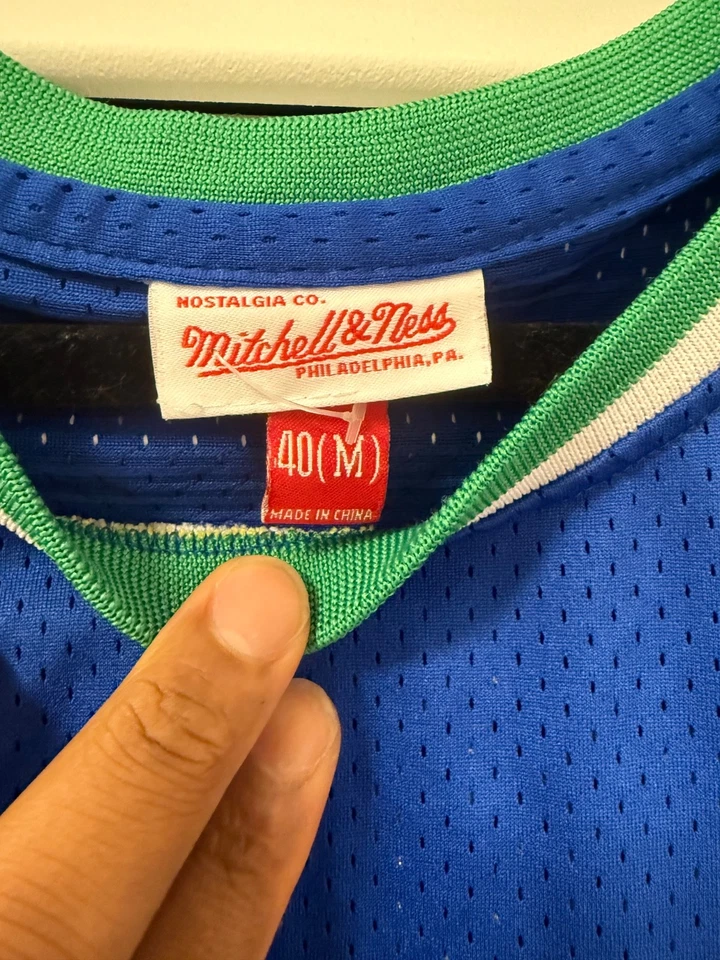 NOSTALGIA CO.
Mitchell & Ness
PHILADELPHIA, PA.
40(M)
MADE IN CHINA